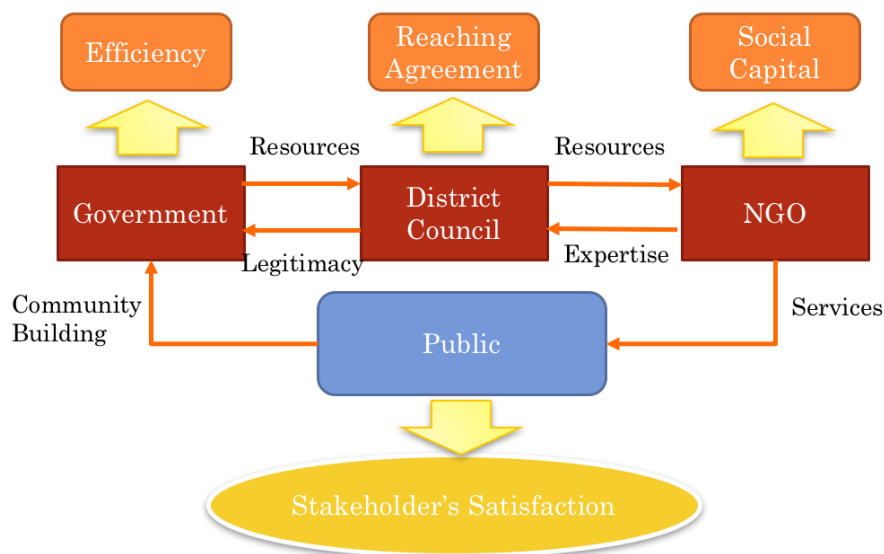 Efficiency
Reaching
Agreement
Social
Capital
Resources
Resources
Government
District
Council
NGO
Legitimacy
Expertise
Community
Building
Public
Services
Stakeholder's Satisfaction